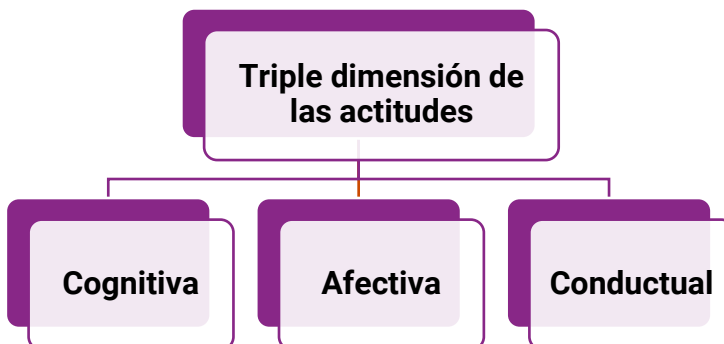 Triple dimensión de
las actitudes
Cognitiva
Afectiva
Conductual